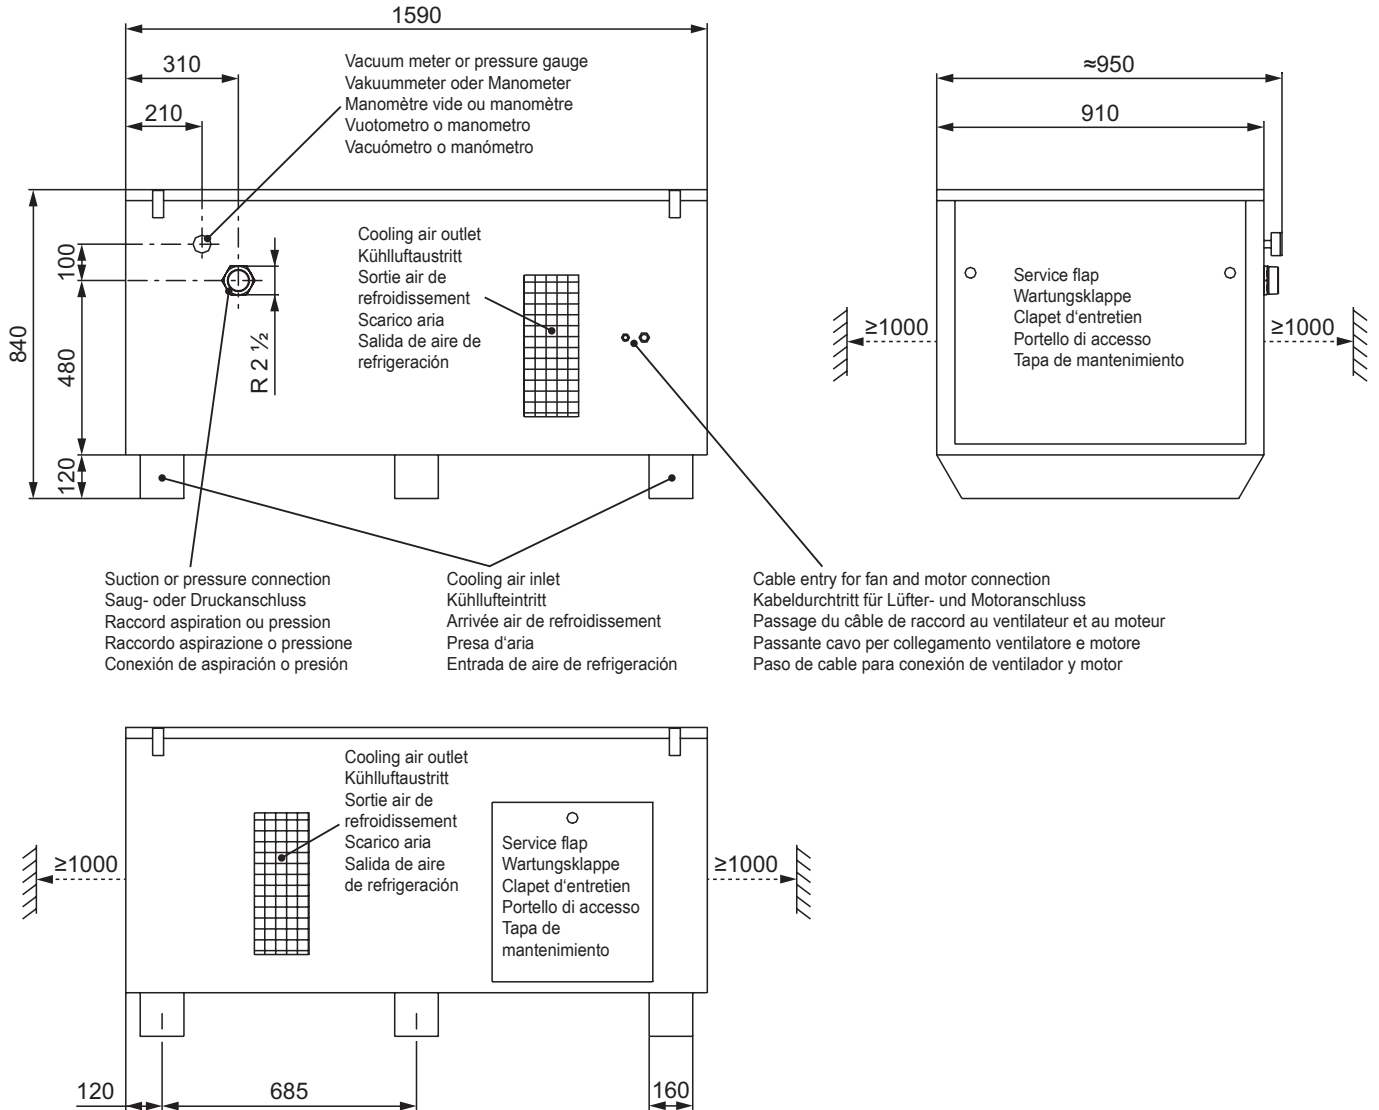 1590
310
210
Vacuum meter or pressure gauge
Vakuummeter oder Manometer
Manomètre vide ou manomètre
Vuotometro o manometro
Vacuómetro o manómetro
≈950
910
840
100
480
120
R 2 ½
Cooling air outlet
Kühlluftaustritt
Sortie air de
refroidissement
Scarico aria
Salida de aire de
refrigeración
≥1000
Service flap
Wartungsklappe
Clapet d‘entretien
Portello di accesso
Tapa de mantenimiento
≥1000
Suction or pressure connection
Saug- oder Druckanschluss
Raccord aspiration ou pression
Raccordo aspirazione o pressione
Conexión de aspiración o presión
Cooling air inlet
Kühllufteintritt
Arrivée air de refroidissement
Presa d‘aria
Entrada de aire de refrigeración
Cable entry for fan and motor connection
Kabeldurchtritt für Lüfter- und Motoranschluss
Passage du câble de raccord au ventilateur et au moteur
Passante cavo per collegamento ventilatore e motore
Paso de cable para conexión de ventilador y motor
≥1000
Cooling air outlet
Kühlluftaustritt
Sortie air de
refroidissement
Scarico aria
Salida de aire
de refrigeración
Service flap
Wartungsklappe
Clapet d‘entretien
Portello di accesso
Tapa de
mantenimiento
≥1000
120
685
160